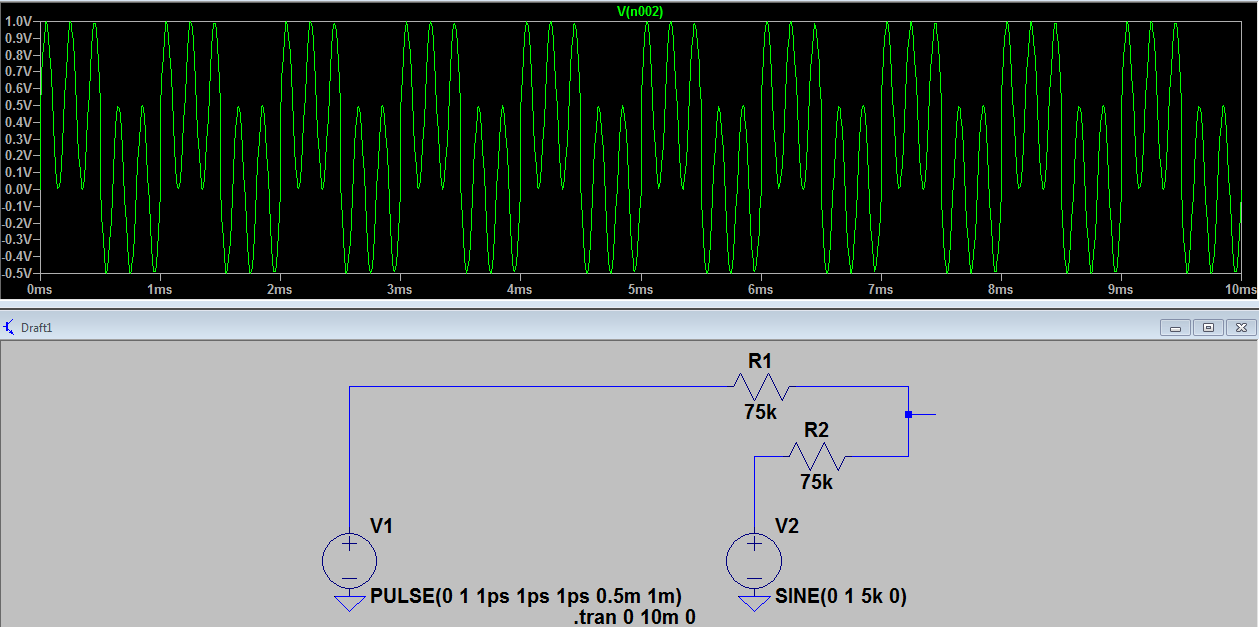 V(n002)
1.0V
0.9V
0.8V
0.7V
0.6V
0.5V
0.4V
0.3V
0.2V
0.1V
0.0V
-0.1V
-0.2V
-0.3V
-0.4V
-0.5V
0ms 1ms 2ms 3ms 4ms 5ms 6ms 7ms 8ms 9ms 10ms
Draft1
R1
75k
R2
75k
V1
V2
PULSE(0 1 1ps 1ps 1ps 0.5m 1m)
SINE(0 1 5k 0)
.tran 0 10m 0